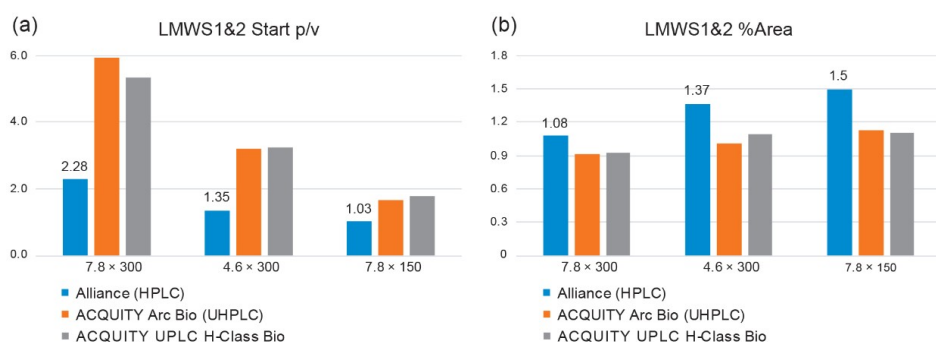 (a)
LMWS1&2 Start p/v
6.0
4.0
2.0
0.0
2.28
1.35
1.03
7.8 × 300
4.6 × 300
7.8 × 150
Alliance (HPLC)
ACQUITY Arc Bio (UHPLC)
ACQUITY UPLC H-Class Bio
(b)
LMWS1&2 %Area
1.8
1.5
1.2
0.9
0.6
0.3
0
1.08
1.37
1.5
7.8 × 300
4.6 × 300
7.8 × 150
Alliance (HPLC)
ACQUITY Arc Bio (UHPLC)
ACQUITY UPLC H-Class Bio